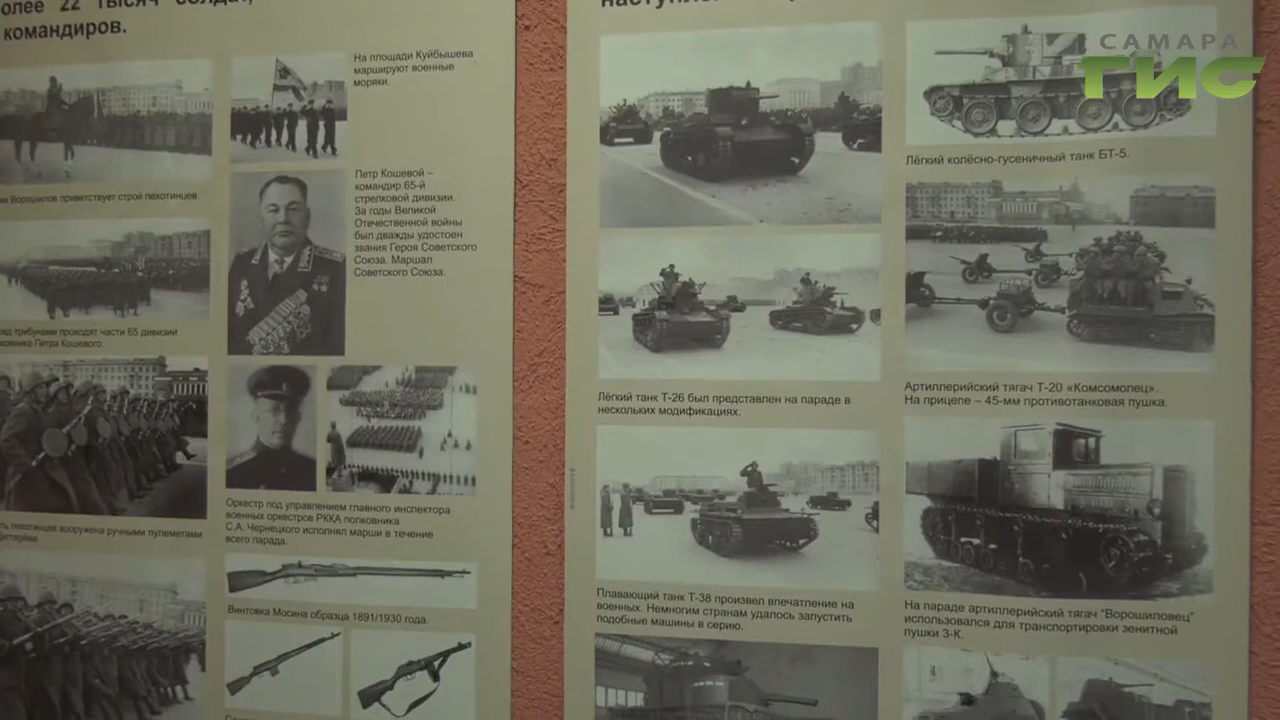 более 22 тысяч солдат,
командиров.
На площади Куйбышева
маршируют военные
моряки.
Ворошилов приветствует строй пехотинцев.
Петр Кошевой –
командир 65-й
стрелковой дивизии.
За годы Великой
Отечественной войны
был дважды удостоен
звания Героя Советского
Союза. Маршал
Советского Союза.
трибунами проходят части 65 дивизии
Петра Кошевого.
пехотинцев вооружена ручными пулеметами
Оркестр под управлением главного инспектора
военных оркестров РККА полковника
С.А. Чернецкого исполнял марши в течение
всего парада.
Винтовка Мосина образца 1891/1930 года.
САМАРА
ГИС
Лёгкий танк Т-26 был представлен на параде в
нескольких модификациях.
Плавающий танк Т-38 произвел впечатление на
военных. Немногим странам удалось запустить
подобные машины в серию.
Лёгкий колёсно-гусеничный танк БТ-5.
Артиллерийский тягач Т-20 «Комсомолец».
На прицепе – 45-мм противотанковая пушка.
На параде артиллерийский тягач "Ворошиловец"
использовался для транспортировки зенитной
пушки 3-К.